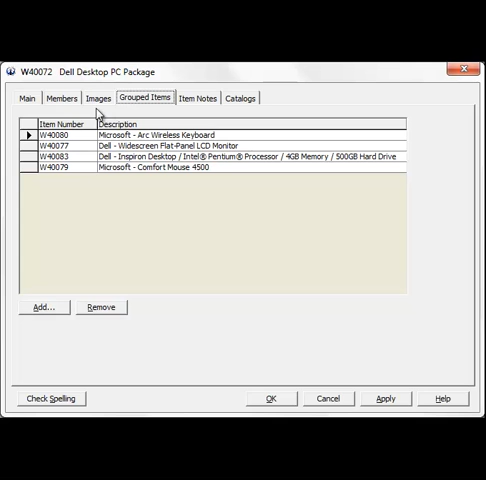 W40072 Dell Desktop PC Package
Main Members Images Grouped Items Item Notes Catalogs
Item Number Description
W40080 Microsoft - Arc Wireless Keyboard
W40077 Dell - Widescreen Flat-Panel LCD Monitor
W40083 Dell - Inspiron Desktop / Intel® Pentium® Processor / 4GB Memory / 500GB Hard Drive
W40079 Microsoft - Comfort Mouse 4500
Add... Remove
Check Spelling OK Cancel Apply Help